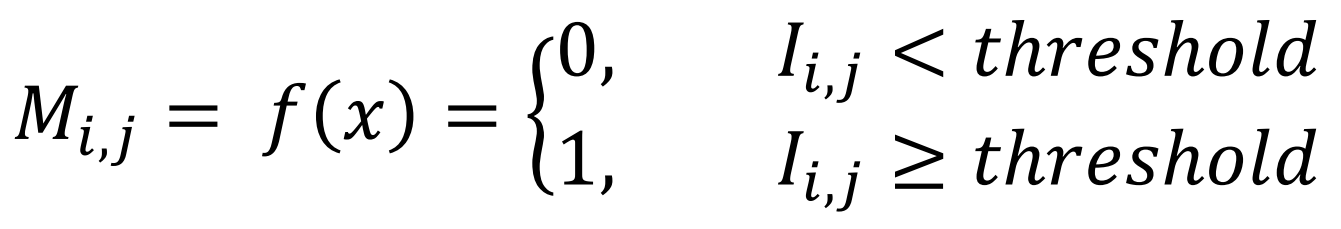 0, I_{i,j} < threshold
M_{i,j} = f(x) = {
1, I_{i,j} ≥ threshold